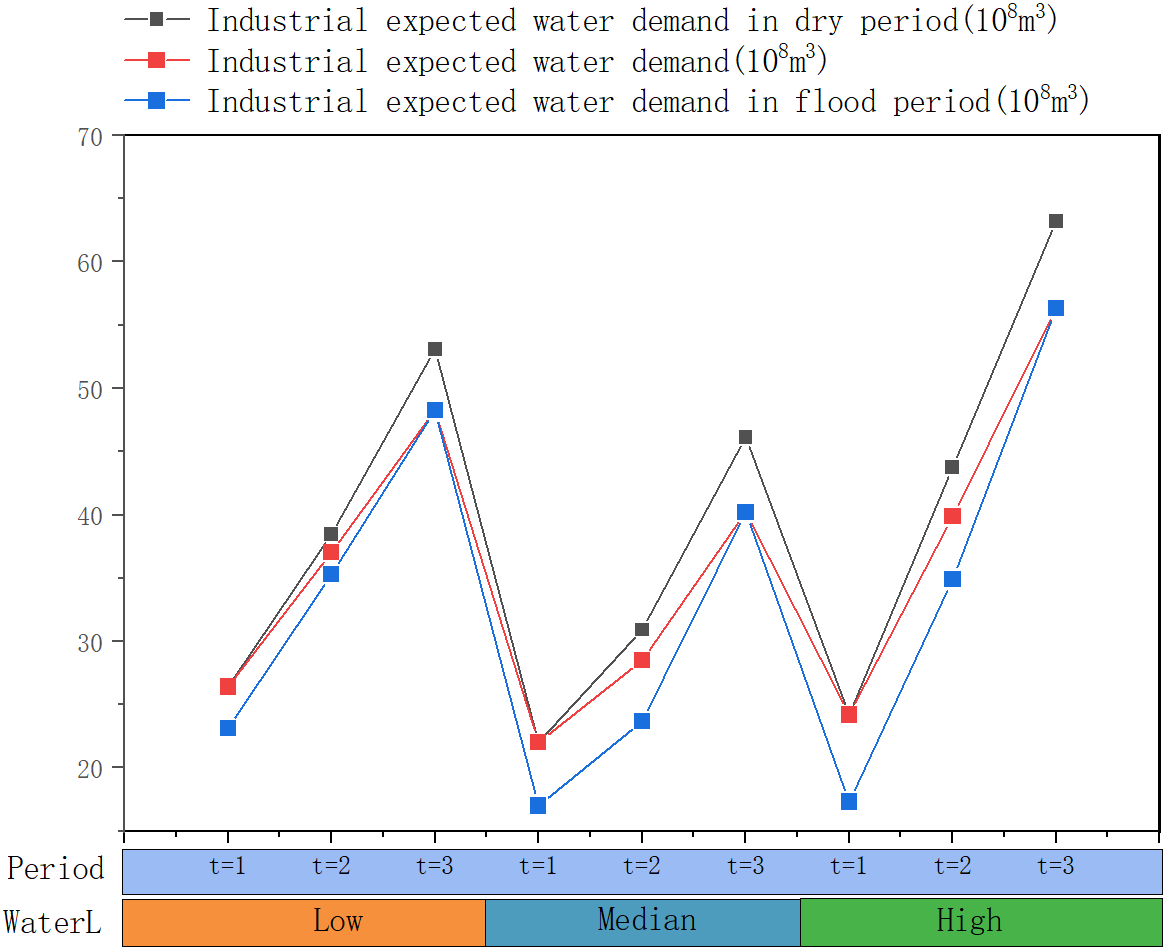 Industrial expected water demand in dry period(10⁸m³)
Industrial expected water demand(10⁸m³)
Industrial expected water demand in flood period(10⁸m³)
70
60
50
40
30
20
Period t=1 t=2 t=3 t=1 t=2 t=3 t=1 t=2 t=3
WaterL Low Median High